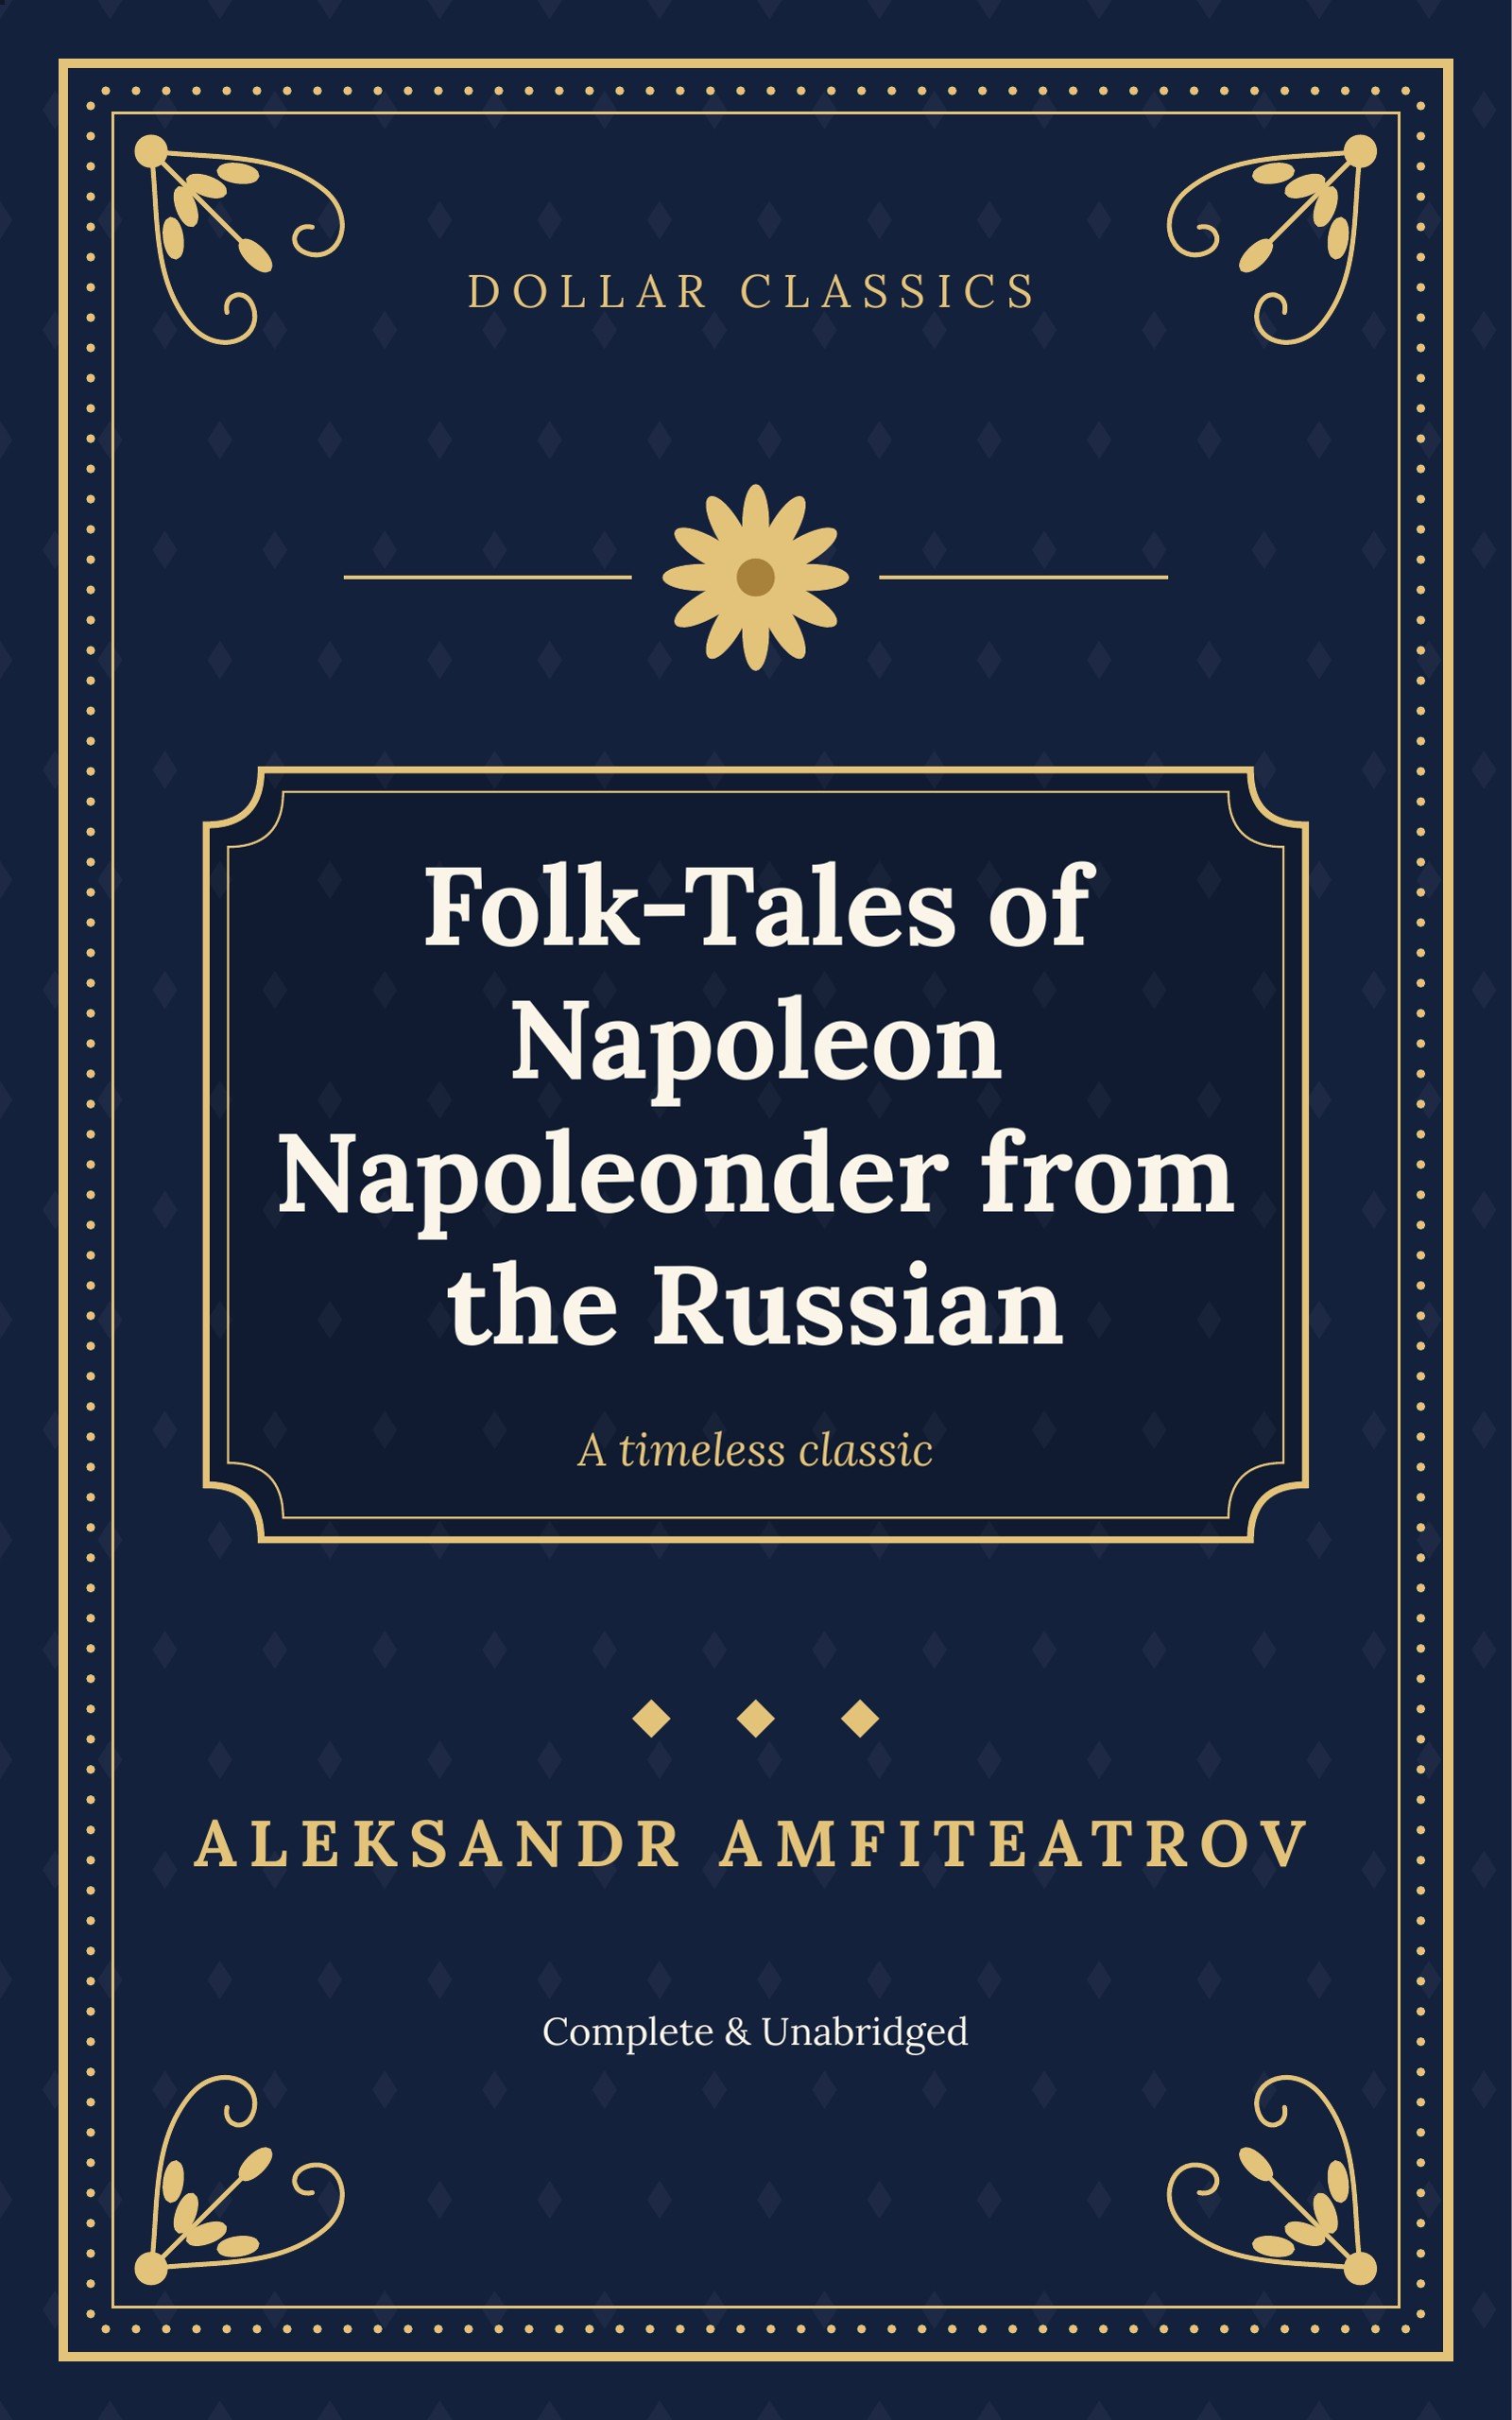 DOLLAR CLASSICS
Folk-Tales of
Napoleon
Napoleonder from
the Russian
A timeless classic
ALEKSANDR AMFITEATROV
Complete & Unabridged